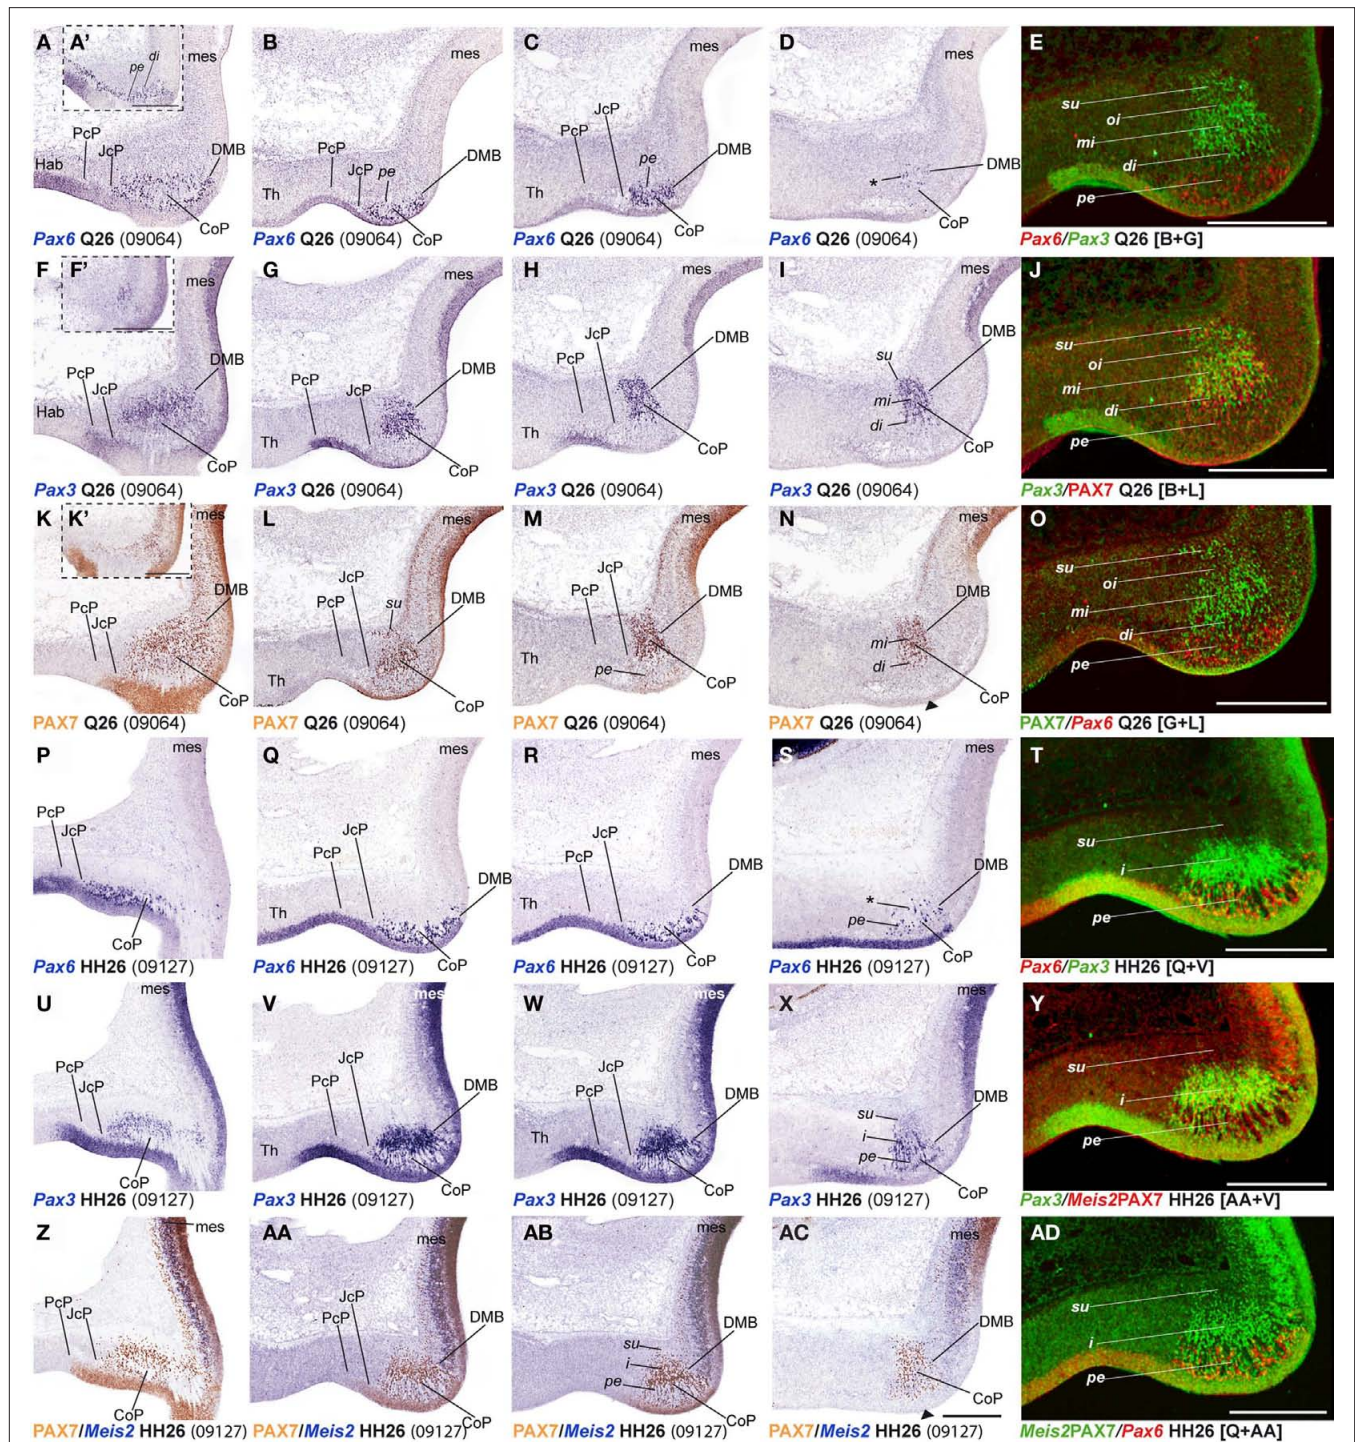 A A' di pe mes PcP JcP DMB Hab CoP
Pax6 Q26 (09064)
B mes PcP JcP pe DMB Th CoP
Pax6 Q26 (09064)
C mes JcP PcP pe DMB Th CoP
Pax6 Q26 (09064)
D mes DMB * CoP
Pax6 Q26 (09064)
E su oi mi di pe
Pax6/Pax3 Q26 [B+G]
F F' mes DMB PcP JcP Hab CoP
Pax3 Q26 (09064)
G mes DMB PcP JcP Th CoP
Pax3 Q26 (09064)
H mes DMB JcP PcP Th CoP
Pax3 Q26 (09064)
I mes DMB su mi di CoP
Pax3 Q26 (09064)
J su oi mi di pe
Pax3/PAX7 Q26 [B+L]
K K' mes DMB PcP JcP CoP
PAX7 Q26 (09064)
L mes JcP PcP su DMB Th CoP
PAX7 Q26 (09064)
M mes JcP PcP DMB Th pe CoP
PAX7 Q26 (09064)
N mes DMB mi di CoP
PAX7 Q26 (09064)
O su oi mi di pe
PAX7/Pax6 Q26 [G+L]
P mes PcP JcP CoP
Pax6 HH26 (09127)
Q mes JcP PcP DMB Th CoP
Pax6 HH26 (09127)
R mes JcP PcP DMB Th CoP
Pax6 HH26 (09127)
S mes DMB * pe CoP
Pax6 HH26 (09127)
T su i pe
Pax6/Pax3 HH26 [Q+V]
U mes PcP JcP CoP
Pax3 HH26 (09127)
V mes JcP PcP DMB Th CoP
Pax3 HH26 (09127)
W mes JcP PcP DMB Th CoP
Pax3 HH26 (09127)
X mes DMB su i pe CoP
Pax3 HH26 (09127)
Y su i pe
Pax3/Meis2PAX7 HH26 [AA+V]
Z mes PcP JcP CoP
PAX7/Meis2 HH26 (09127)
AA mes JcP PcP DMB CoP
PAX7/Meis2 HH26 (09127)
AB mes DMB su i pe CoP
PAX7/Meis2 HH26 (09127)
AC mes DMB CoP
PAX7/Meis2 HH26 (09127)
AD su i pe
Meis2PAX7/Pax6 HH26 [Q+AA]